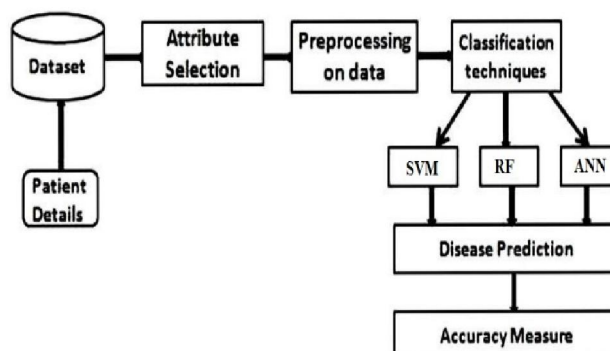 Dataset
Attribute
Selection
Preprocessing
on data
Classification
techniques
Patient
Details
SVM
RF
ANN
Disease Prediction
Accuracy Measure